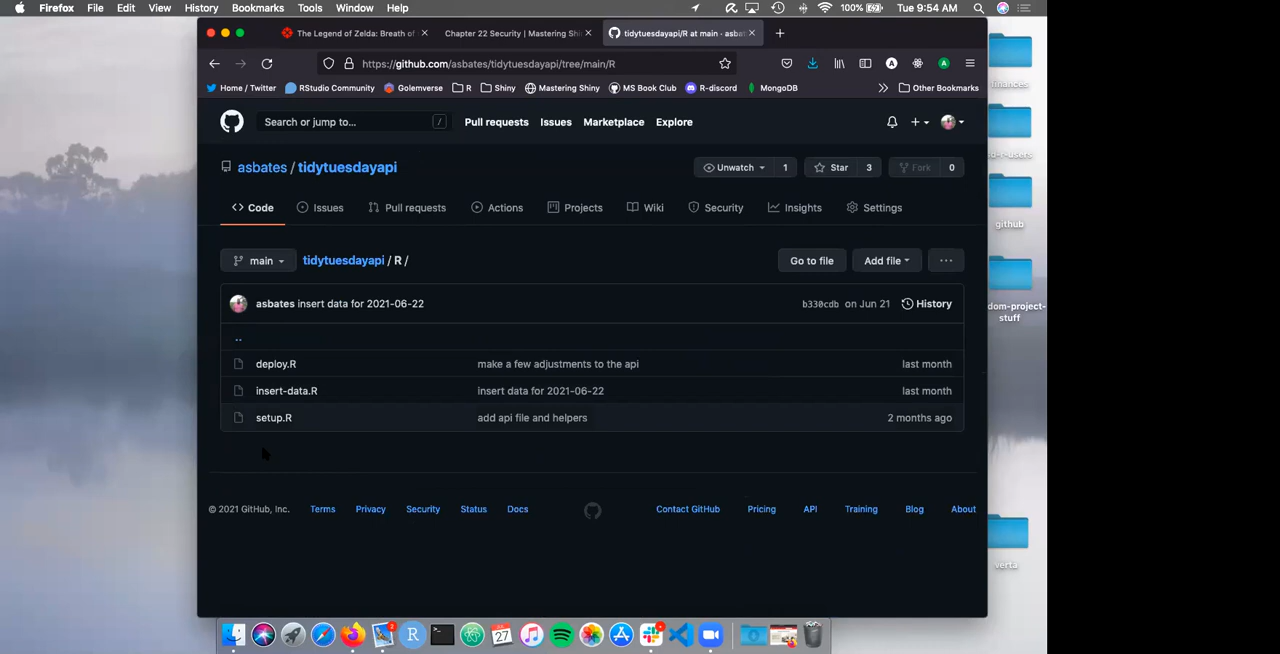 Firefox File Edit View History Bookmarks Tools Window Help 100% Tue 9:54 AM
The Legend of Zelda: Breath of Chapter 22 Security | Mastering Shi tidytuesdayapi/R at main · asbat
https://github.com/asbates/tidytuesdayapi/tree/main/R
Home / Twitter RStudio Community Golemverse R Shiny Mastering Shiny MS Book Club R-discord MongoDB Other Bookmarks
Search or jump to... / Pull requests Issues Marketplace Explore
asbates / tidytuesdayapi Unwatch 1 Star 3 Fork 0
Code Issues Pull requests Actions Projects Wiki Security Insights Settings
main tidytuesdayapi / R / Go to file Add file ...
asbates insert data for 2021-06-22 b330cdb on Jun 21 History
..
deploy.R make a few adjustments to the api last month
insert-data.R insert data for 2021-06-22 last month
setup.R add api file and helpers 2 months ago
© 2021 GitHub, Inc. Terms Privacy Security Status Docs Contact GitHub Pricing API Training Blog About
finances
d-r-users
github
dom-project-
stuff
verta
27